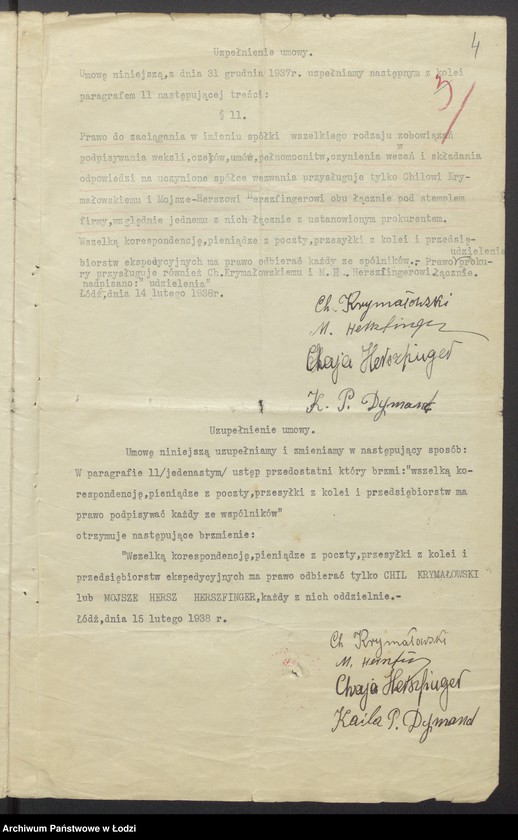 4
3/
Uzpełnienie umowy.
Umowę niniejszą,z dnia 31 grudnia 1937r. uzpełniamy następnym z kolei
paragrafem 11 następującej treści:
§ 11.
Prawo do zaciągania w imieniu spółki wszelkiego rodzaju zobowiązań
podpisywania weksli,czeków,umów,pełnomocnitw,czynienia wezań i składania
w
odpowiedzi na uczynione spółce wezwania przysługuje tylko Chilowi Kry-
małowskiemu i Mojsze-Herszowi Herszfingerowi obu łącznie pod stemplem
firmy,względnie jednemu z nich łącznie z ustanowionym prokurentem.
Wszelką korespondencję,pieniądze z poczty,przesyłki z kolei i przedsię-
udzielenia
biorstw ekspedycyjnych ma prawo odbierać każdy ze spólników.r Prawo proku-
ry przysługuje również Ch.Krymałowskiemu i M.H. Herszfingerowi łącznie.
nadpisano:" udzielenia"
Łódź,dnia 14 lutego 1938r.
Ch. Krymałowski
M. Herszfinger
Chaja Herszfinger
K. P. Dymant
Uzupełnienie umowy.
Umowę niniejszą uzupełniamy i zmieniamy w następujący sposób:
W paragrafie 11/jedenastym/ ustęp przedostatni który brzmi:"wszelką ko-
respondencję,pieniądze z poczty,przesyłki z kolei i przedsiębiorstw ma
prawo podpisywać każdy ze wspólników"
otrzymuje następujące brzmienie:
"Wszelką korespondencję,pieniądze z poczty,przesyłki z kolei i
przedsiębiorstw ekspedycyjnych ma prawo odbierać tylko CHIL KRYMAŁOWSKI
lub MOJSZE HERSZ HERSZFINGER,każdy z nich oddzielnie.-
Łódź,dnia 15 lutego 1938 r.
Ch Krymałowski
M. Herszfin
Chaja Herszfinger
Kaila P. Dymand
Archiwum Państwowe w Łodzi